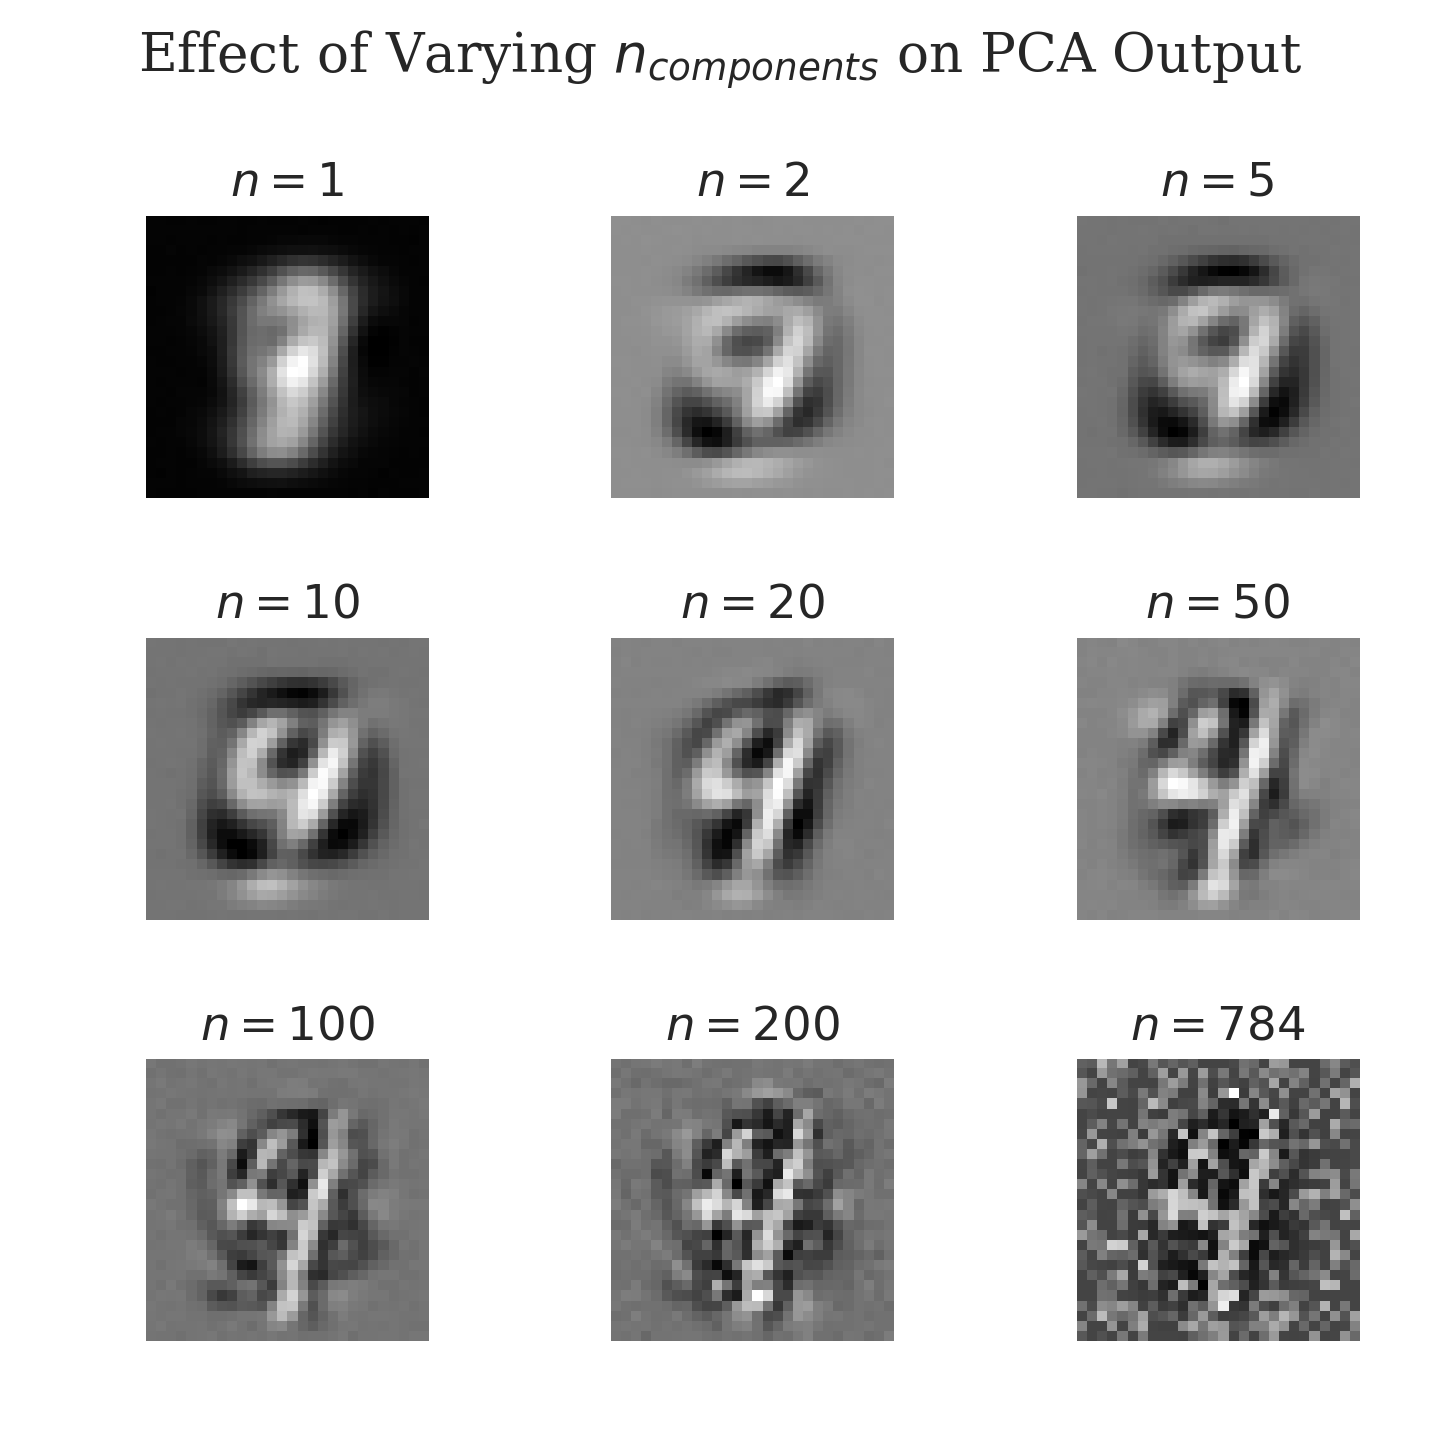 Effect of Varying n_components on PCA Output
n = 1
n = 2
n = 5
n = 10
n = 20
n = 50
n = 100
n = 200
n = 784